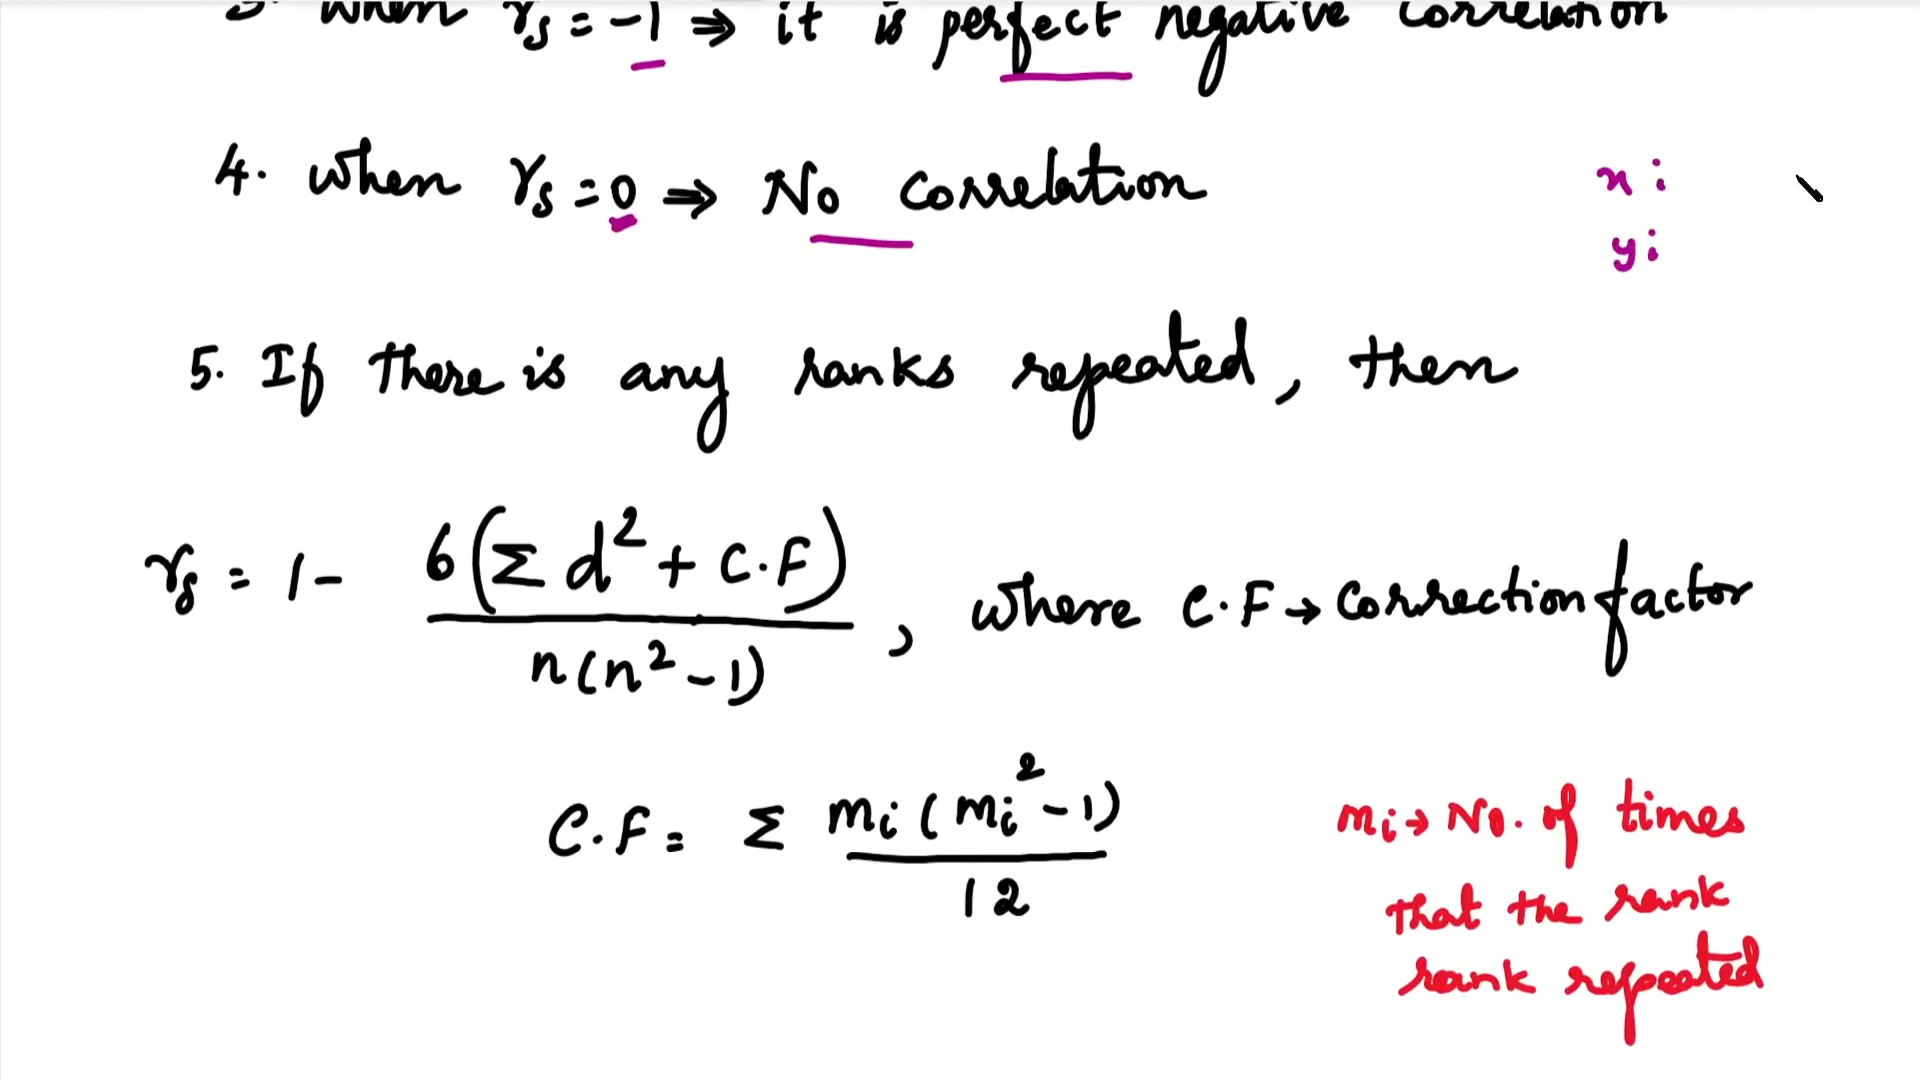 3. when rs = -1 ⇒ it is perfect negative correlation
4. when rs = 0 ⇒ No correlation
x :
y :
5. If there is any ranks repeated, then
rs = 1 - 6(Σ d² + C.F) / n(n² - 1) , where C.F → Correction factor
C.F = Σ mi (mi² - 1) / 12
mi → No. of times
that the rank
rank repeated